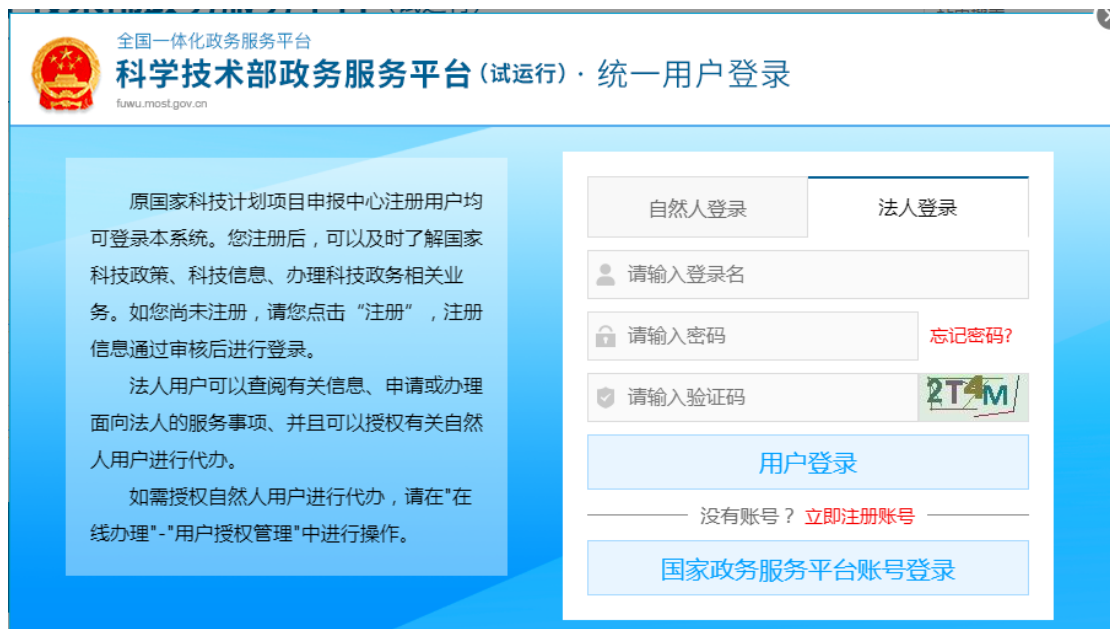 全国一体化政务服务平台
科学技术部政务服务平台(试运行)·统一用户登录
fuwu.most.gov.cn
原国家科技计划项目申报中心注册用户均
可登录本系统。您注册后，可以及时了解国家
科技政策、科技信息、办理科技政务相关业
务。如您尚未注册，请您点击“注册”，注册
信息通过审核后进行登录。
法人用户可以查阅有关信息、申请或办理
面向法人的服务事项、并且可以授权有关自然
人用户进行代办。
如需授权自然人用户进行代办，请在"在
线办理"-"用户授权管理"中进行操作。
自然人登录 法人登录
请输入登录名
请输入密码 忘记密码?
请输入验证码 2T4M
用户登录
没有账号？立即注册账号
国家政务服务平台账号登录